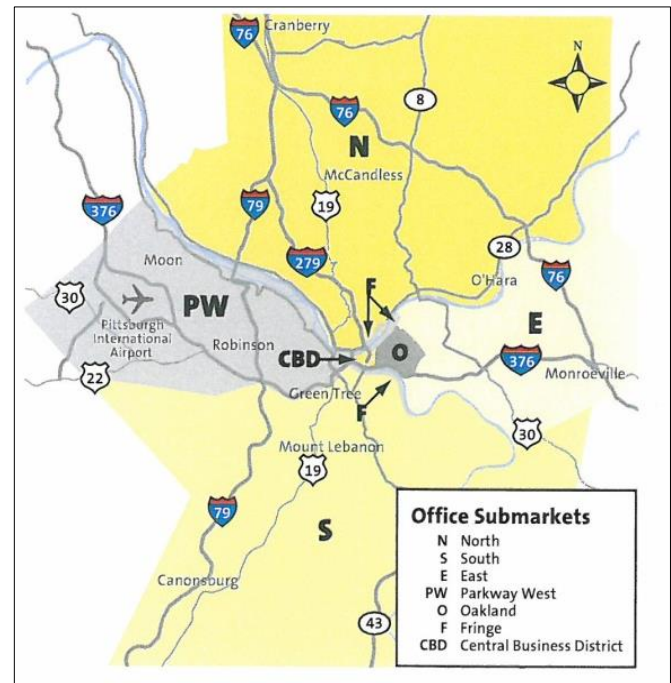 Cranberry
76
N
8
76
N
McCandless
376
79
19
28
279
Moon
F
O'Hara
76
30
PW
E
Pittsburgh
International
Airport
Robinson
CBD
O
376
22
Green Tree
Monroeville
F
30
Mount Lebanon
19
79
S
Canonsburg
43
Office Submarkets
N North
S South
E East
PW Parkway West
O Oakland
F Fringe
CBD Central Business District